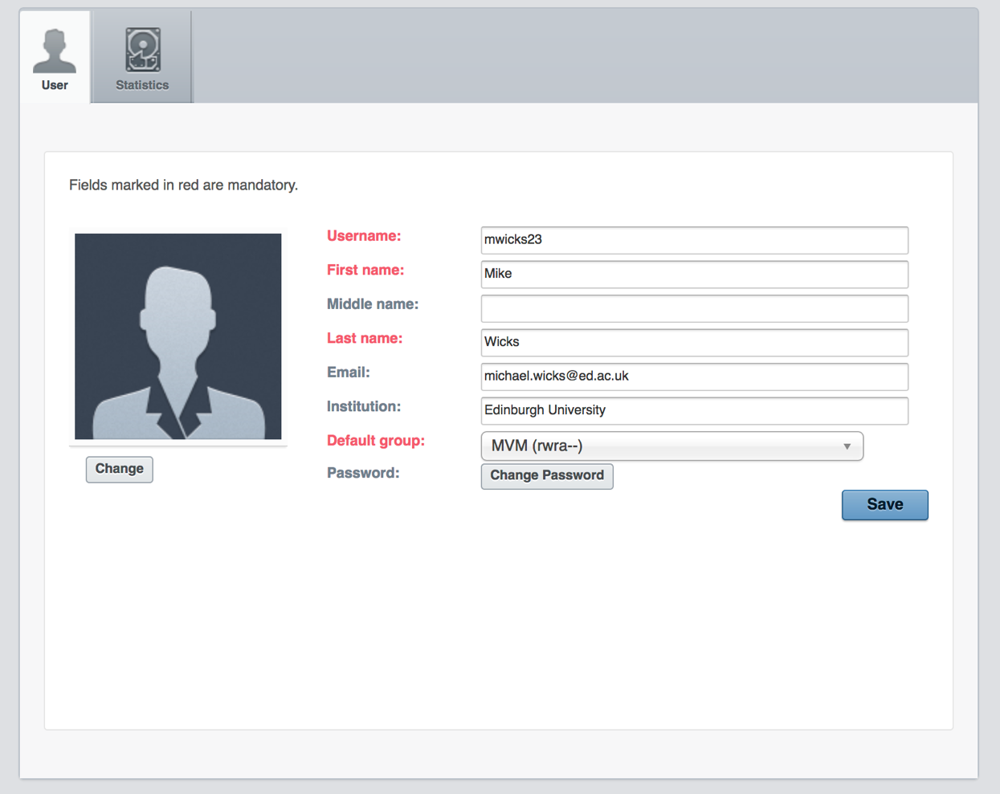 User
Statistics
Fields marked in red are mandatory.
Username: mwicks23
First name: Mike
Middle name:
Last name: Wicks
Email: michael.wicks@ed.ac.uk
Institution: Edinburgh University
Default group: MVM (rwra--)
Change
Password: Change Password
Save